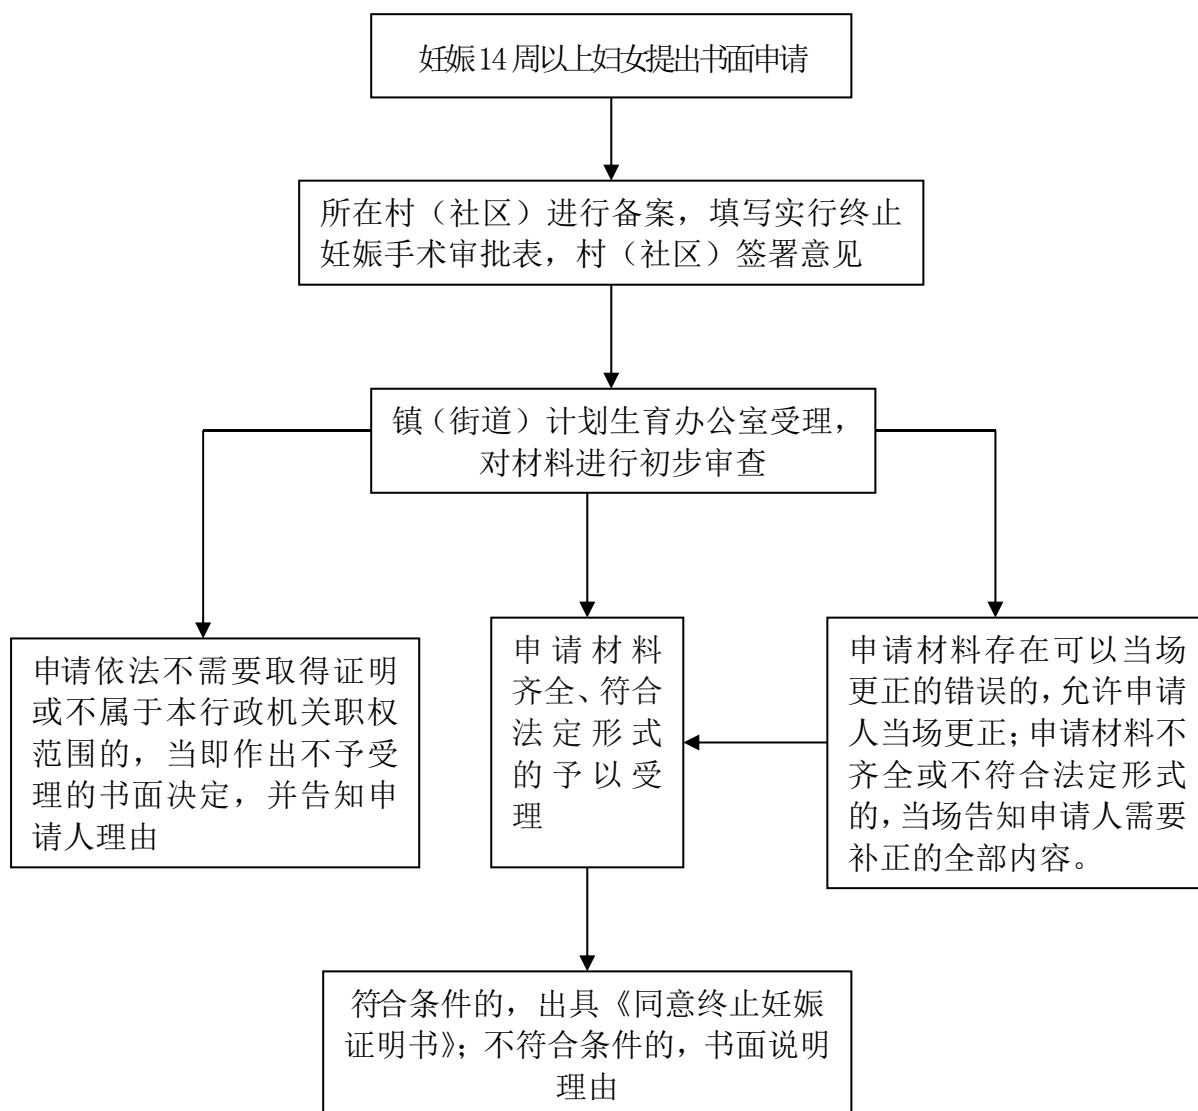 妊娠14周以上妇女提出书面申请
所在村（社区）进行备案，填写实行终止
妊娠手术审批表，村（社区）签署意见
镇（街道）计划生育办公室受理，
对材料进行初步审查
申请依法不需要取得证明
或不属于本行政机关职权
范围的，当即作出不予受
理的书面决定，并告知申
请人理由
申请材料
齐全、符合
法定形式
的予以受
理
申请材料存在可以当场
更正的错误的，允许申请
人当场更正；申请材料不
齐全或不符合法定形式
的，当场告知申请人需要
补正的全部内容。
符合条件的，出具《同意终止妊娠
证明书》；不符合条件的，书面说明
理由